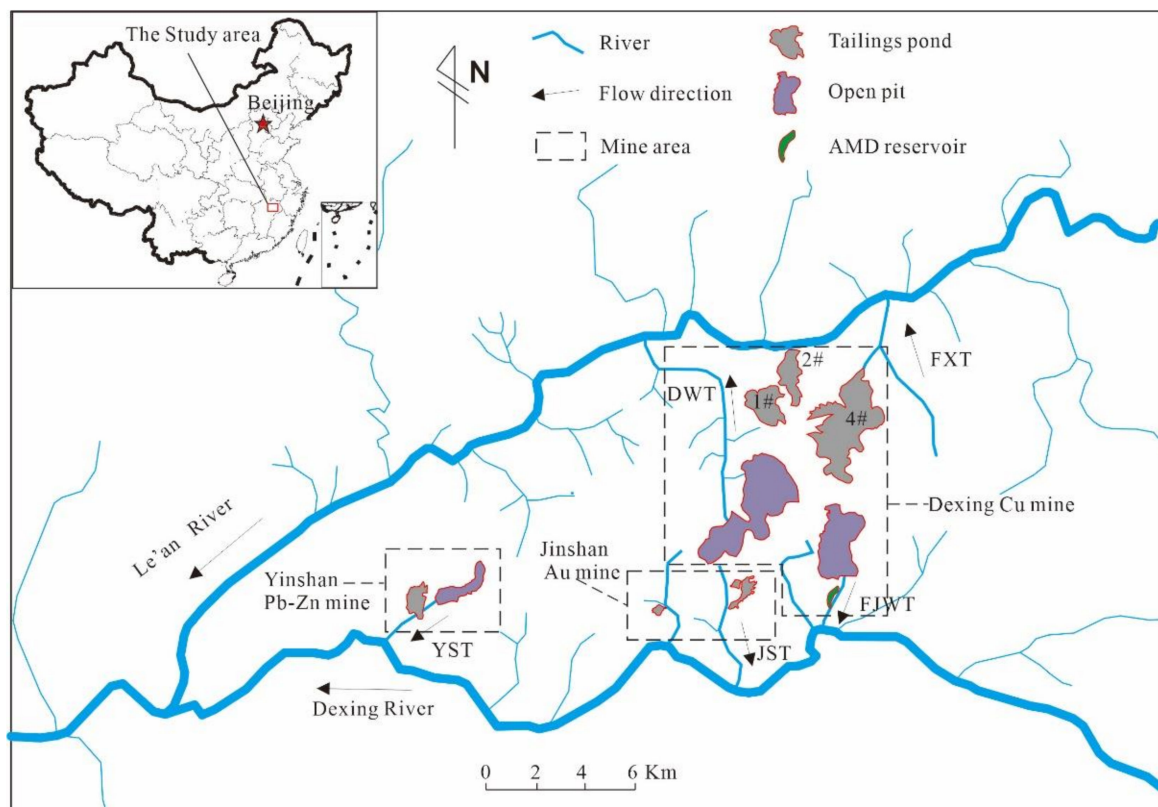 The Study area
Beijing
N
River
Flow direction
Mine area
Tailings pond
Open pit
AMD reservoir
2#
FXT
DWT
1#
4#
Dexing Cu mine
Le'an River
Jinshan
Au mine
Yinshan
Pb-Zn mine
FJWT
YST
JST
Dexing River
0 2 4 6 Km